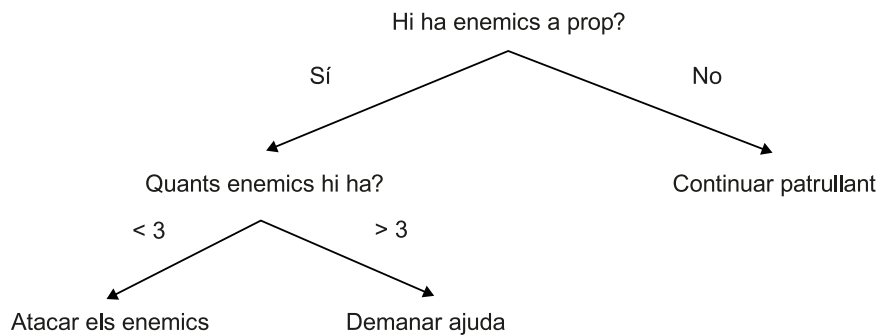 Hi ha enemics a prop?
Sí
No
Quants enemics hi ha?
Continuar patrullant
< 3
> 3
Atacar els enemics
Demanar ajuda